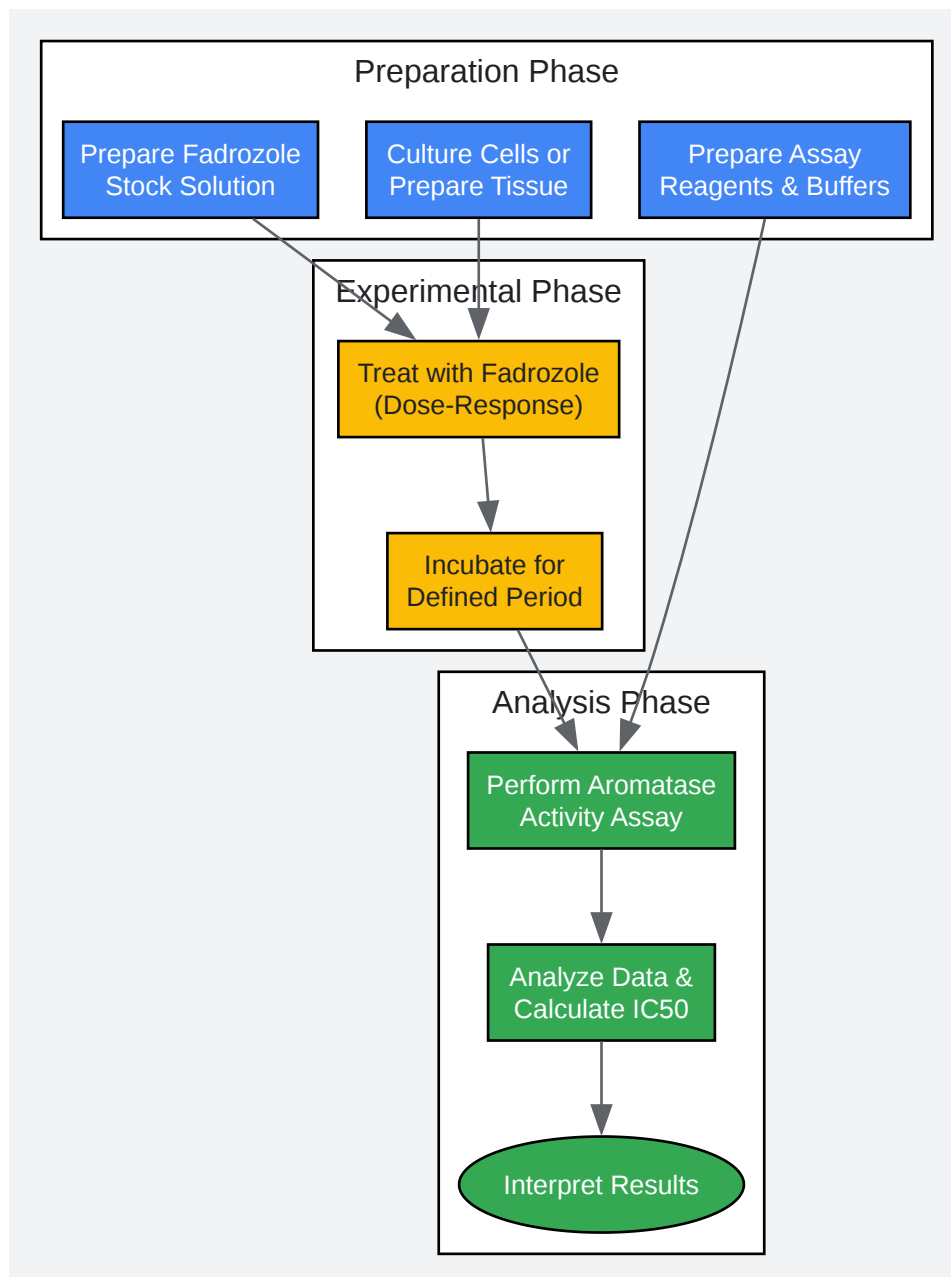 Preparation Phase
Prepare Fadrozole
Stock Solution
Culture Cells or
Prepare Tissue
Prepare Assay
Reagents & Buffers
Experimental Phase
Treat with Fadrozole
(Dose-Response)
Incubate for
Defined Period
Analysis Phase
Perform Aromatase
Activity Assay
Analyze Data &
Calculate IC50
Interpret Results